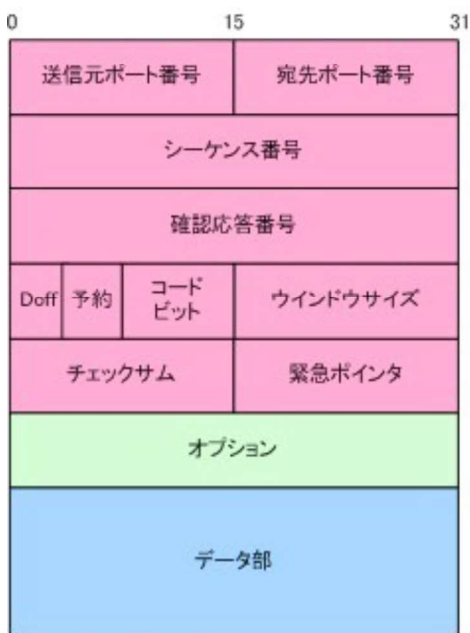 0 15 31
送信元ポート番号 宛先ポート番号
シーケンス番号
確認応答番号
Doff 予約 コード
ビット ウインドウサイズ
チェックサム 緊急ポインタ
オプション
データ部